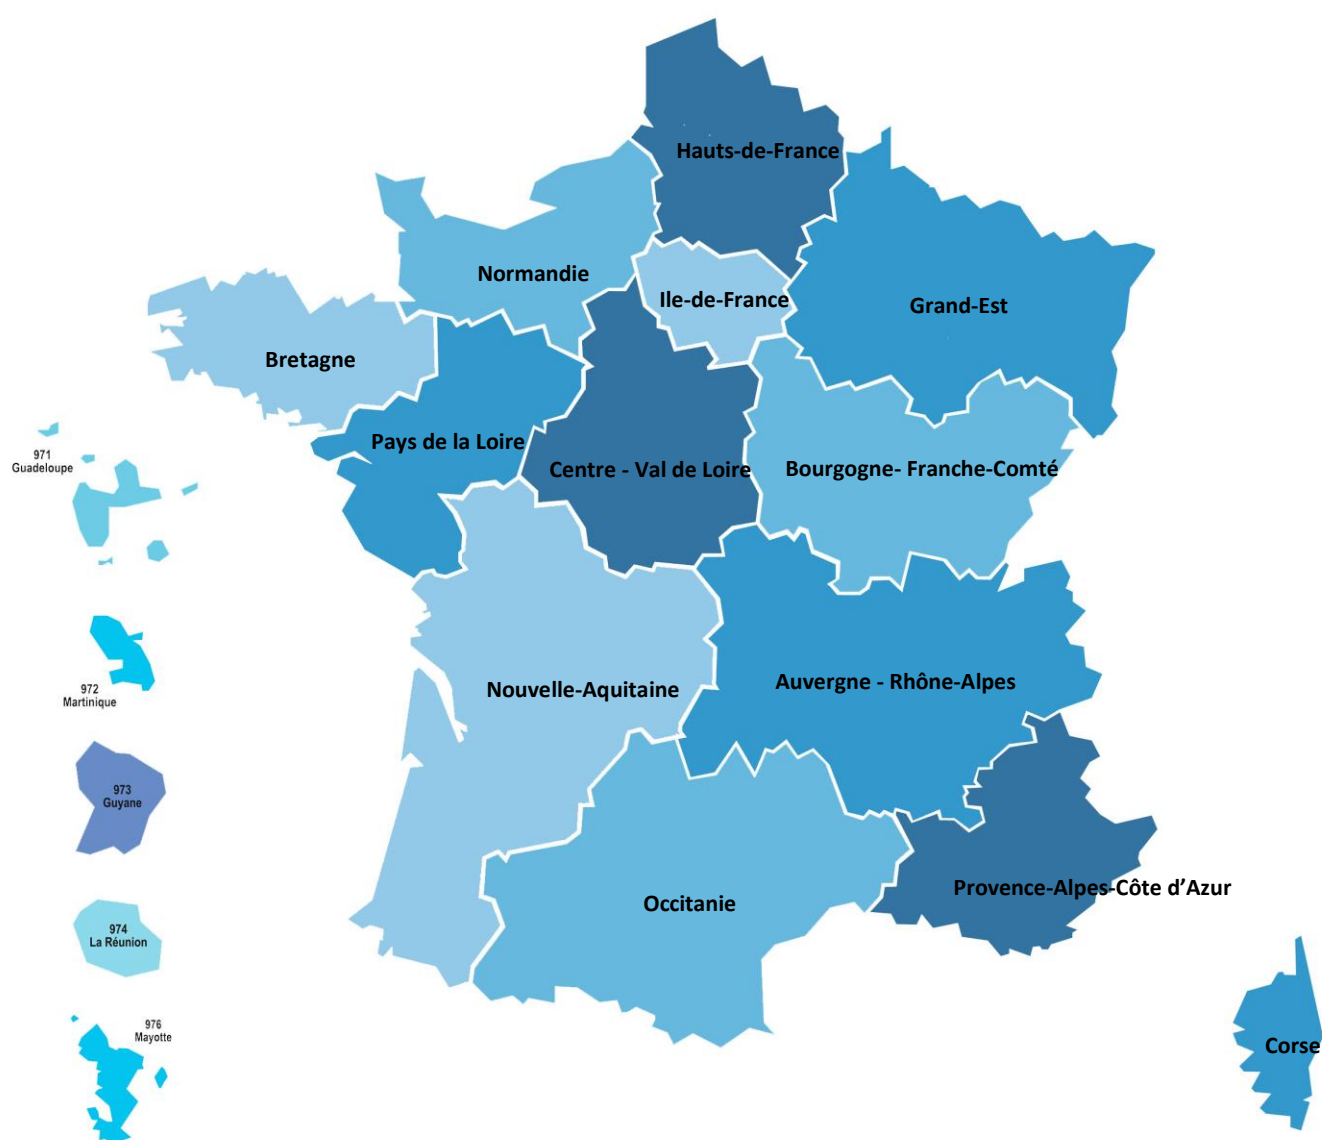 Hauts-de-France
Normandie
Ile-de-France
Grand-Est
Bretagne
Pays de la Loire
Centre - Val de Loire
Bourgogne- Franche-Comté
971
Guadeloupe
Nouvelle-Aquitaine
Auvergne - Rhône-Alpes
972
Martinique
973
Guyane
Occitanie
Provence-Alpes-Côte d’Azur
974
La Réunion
976
Mayotte
Corse